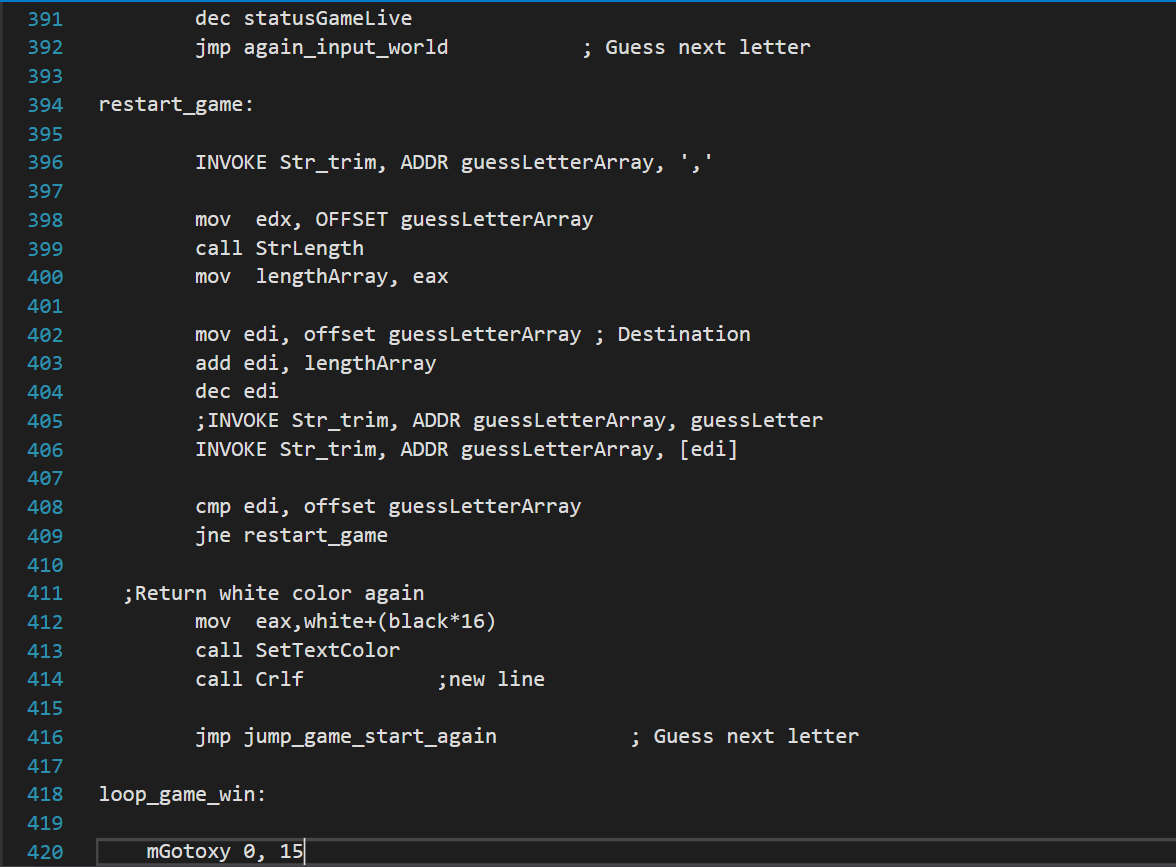 391 dec statusGameLive
392 jmp again_input_world ; Guess next letter
393
394 restart_game:
395
396 INVOKE Str_trim, ADDR guessLetterArray, ','
397
398 mov edx, OFFSET guessLetterArray
399 call StrLength
400 mov lengthArray, eax
401
402 mov edi, offset guessLetterArray ; Destination
403 add edi, lengthArray
404 dec edi
405 ;INVOKE Str_trim, ADDR guessLetterArray, guessLetter
406 INVOKE Str_trim, ADDR guessLetterArray, [edi]
407
408 cmp edi, offset guessLetterArray
409 jne restart_game
410
411 ;Return white color again
412 mov eax,white+(black*16)
413 call SetTextColor
414 call Crlf ;new line
415
416 jmp jump_game_start_again ; Guess next letter
417
418 loop_game_win:
419
420 mGotoxy 0, 15